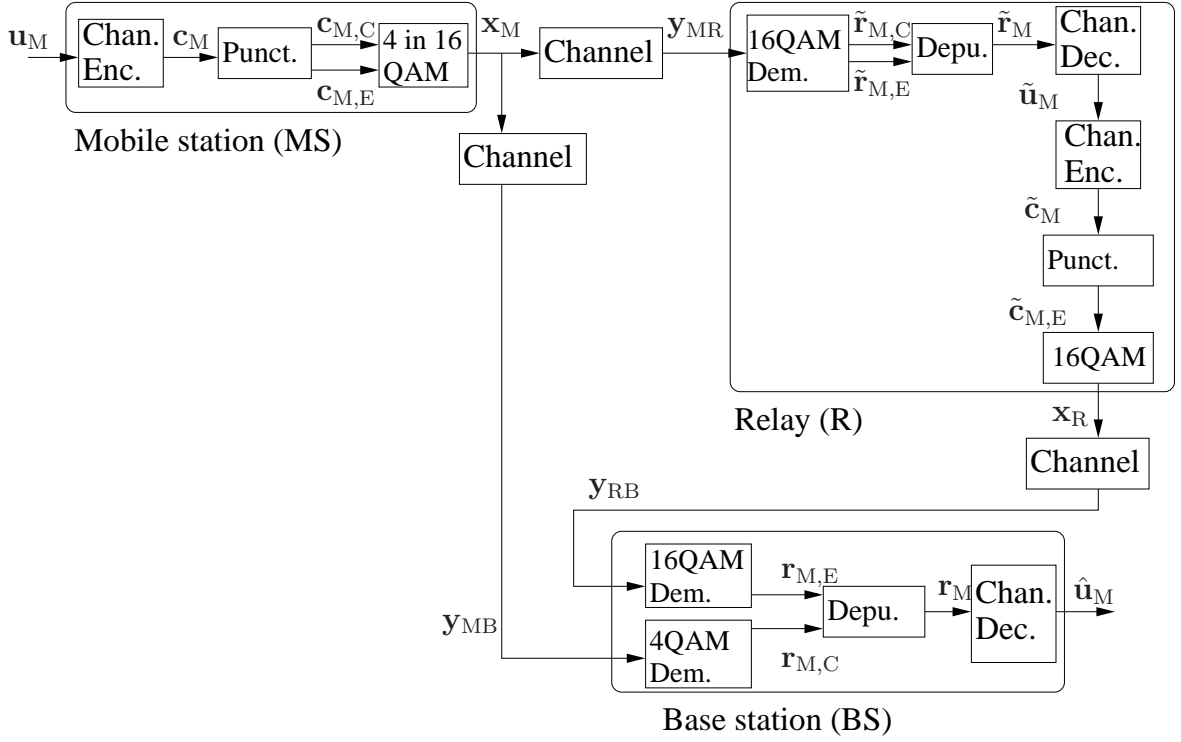 u_M
Chan.
Enc.
c_M
Punct.
c_M,C
c_M,E
4 in 16
QAM
x_M
Mobile station (MS)
Channel
y_MR
Channel
16QAM
Dem.
r̃_M,C
r̃_M,E
Depu.
r̃_M
Chan.
Dec.
ũ_M
Chan.
Enc.
c̃_M
Punct.
c̃_M,E
16QAM
Relay (R)
x_R
Channel
y_RB
y_MB
16QAM
Dem.
r_M,E
4QAM
Dem.
r_M,C
Depu.
r_M
Chan.
Dec.
û_M
Base station (BS)